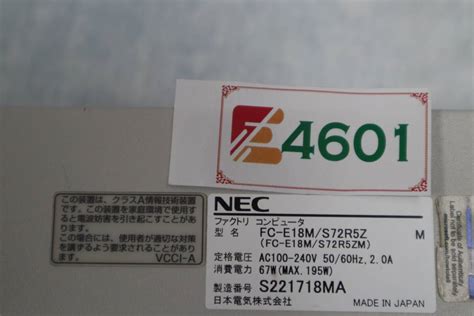 4601
この装置は、クラスA情報技術装置
です。この装置を家庭環境で使用す
ると電波妨害を引き起こすことがあ
ります。
この場合には、使用者が適切な対策
を講ずるよう要求されることがあり
ます。
VCCI-A
NEC
ファクトリ コンピュータ
型 名 FC-E18M/S72R5Z M
(FC-E18M/S72R5ZM)
定格電圧 AC100-240V 50/60Hz, 2.0A
消費電力 67W(MAX. 195W)
製造番号 S221718MA
日本電気株式会社 MADE IN JAPAN